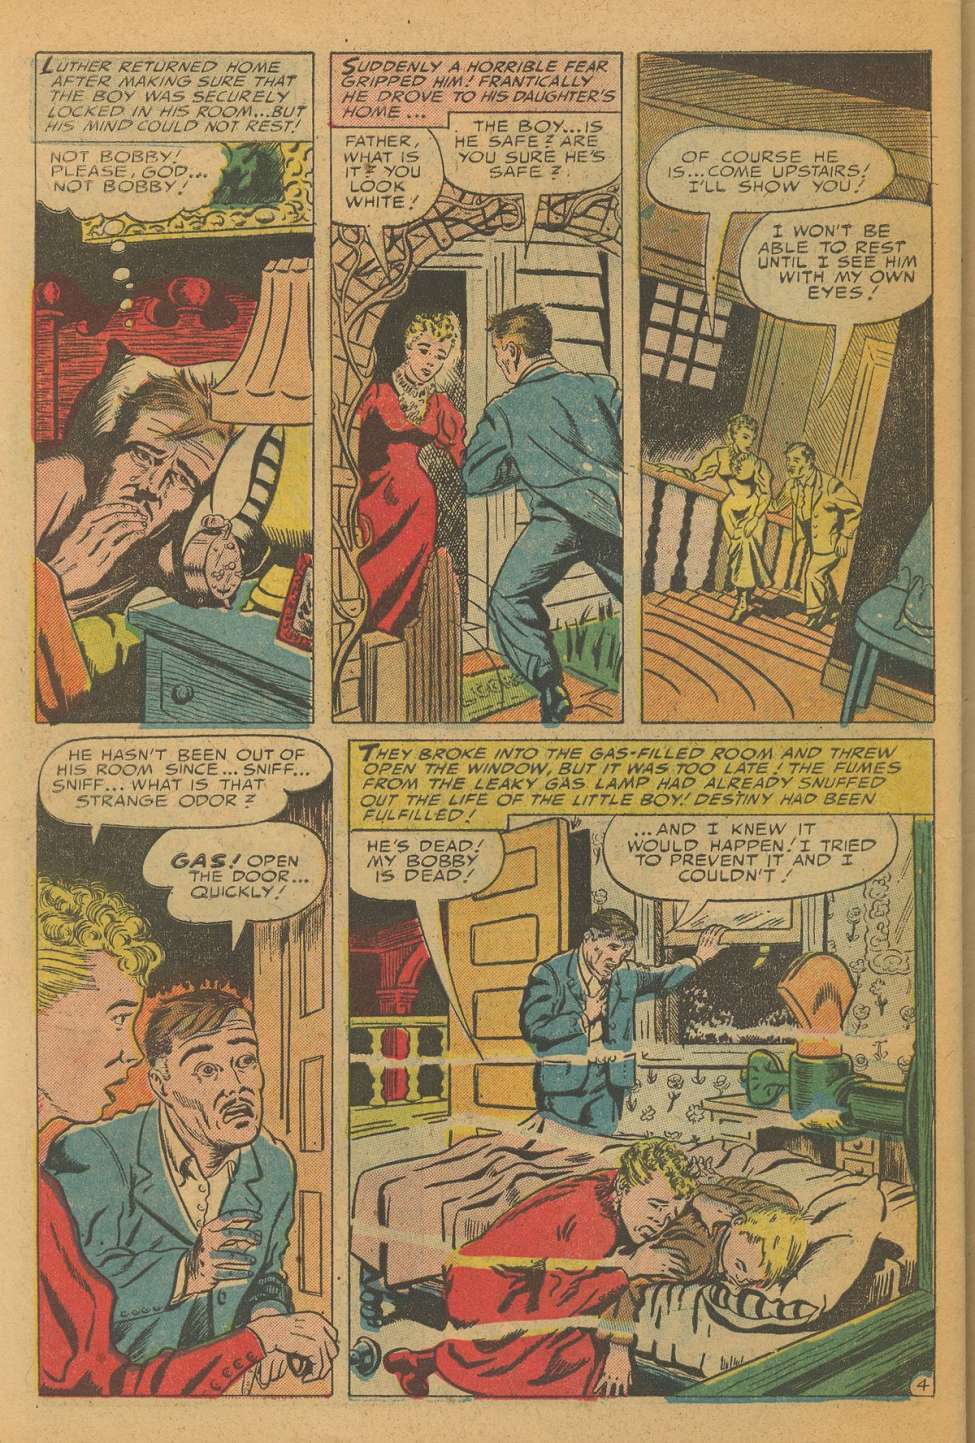 LUTHER RETURNED HOME
AFTER MAKING SURE THAT
THE BOY WAS SECURELY
LOCKED IN HIS ROOM...BUT
HIS MIND COULD NOT REST!
NOT BOBBY!
PLEASE, GOD...
NOT BOBBY!
SUDDENLY A HORRIBLE FEAR
GRIPPED HIM! FRANTICALLY
HE DROVE TO HIS DAUGHTER'S
HOME...
FATHER,
WHAT IS
IT? YOU
LOOK
WHITE!
THE BOY...IS
HE SAFE? ARE
YOU SURE HE'S
SAFE?
OF COURSE HE
IS...COME UPSTAIRS!
I'LL SHOW YOU!
I WON'T BE
ABLE TO REST
UNTIL I SEE HIM
WITH MY OWN
EYES!
HE HASN'T BEEN OUT OF
HIS ROOM SINCE...SNIFF...
SNIFF...WHAT IS THAT
STRANGE ODOR?
GAS! OPEN
THE DOOR...
QUICKLY!
THEY BROKE INTO THE GAS-FILLED ROOM AND THREW
OPEN THE WINDOW, BUT IT WAS TOO LATE! THE FUMES
FROM THE LEAKY GAS LAMP HAD ALREADY SNUFFED
OUT THE LIFE OF THE LITTLE BOY! DESTINY HAD BEEN
FULFILLED!
HE'S DEAD!
MY BOBBY
IS DEAD!
...AND I KNEW IT
WOULD HAPPEN! I TRIED
TO PREVENT IT AND I
COULDN'T!
4